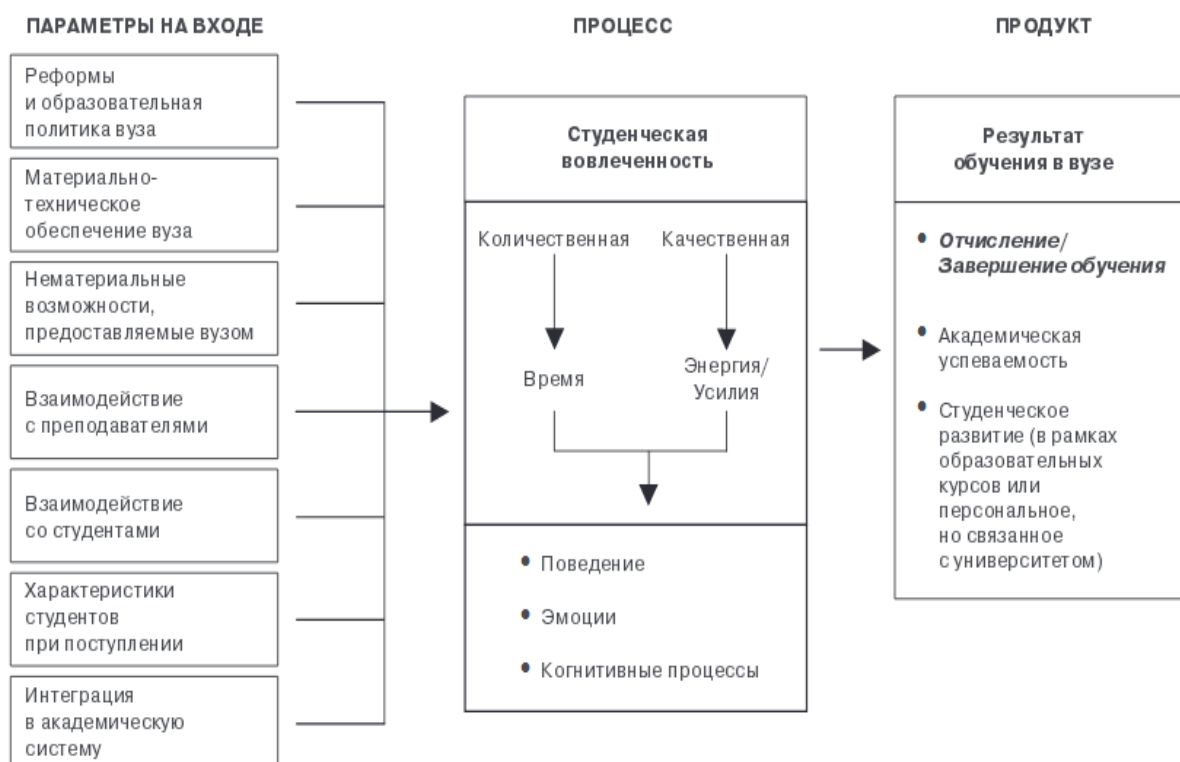 ПАРАМЕТРЫ НА ВХОДЕ
Реформы
и образовательная
политика вуза
Материально-
техническое
обеспечение вуза
Нематериальные
возможности,
предоставляемые вузом
Взаимодействие
с преподавателями
Взаимодействие
со студентами
Характеристики
студентов
при поступлении
Интеграция
в академическую
систему
ПРОЦЕСС
Студенческая
вовлеченность
Количественная
Качественная
Время
Энергия/
Усилия
• Поведение
• Эмоции
• Когнитивные процессы
ПРОДУКТ
Результат
обучения в вузе
• Отчисление/
Завершение обучения
• Академическая
успеваемость
• Студенческое
развитие (в рамках
образовательных
курсов или
персональное,
но связанное
с университетом)